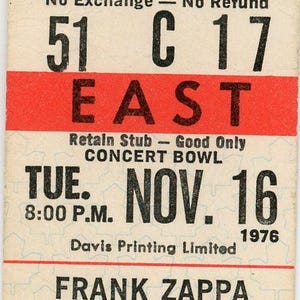 No Exchange — No Refund
51 C 17
EAST
Retain Stub — Good Only
CONCERT BOWL
TUE. NOV. 16
8:00 P.M. 1976
Davis Printing Limited
FRANK ZAPPA